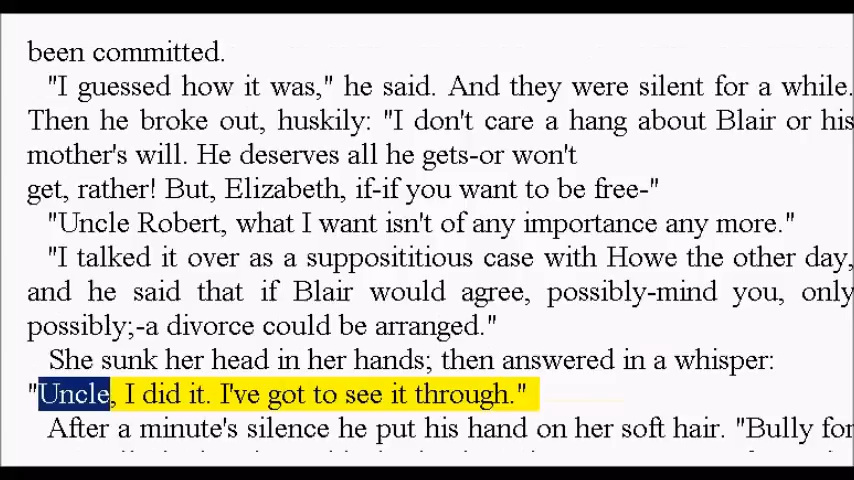 been committed.
"I guessed how it was," he said. And they were silent for a while.
Then he broke out, huskily: "I don't care a hang about Blair or his
mother's will. He deserves all he gets-or won't
get, rather! But, Elizabeth, if-if you want to be free-"
"Uncle Robert, what I want isn't of any importance any more."
"I talked it over as a supposititious case with Howe the other day,
and he said that if Blair would agree, possibly-mind you, only
possibly;-a divorce could be arranged."
She sunk her head in her hands; then answered in a whisper:
"Uncle, I did it. I've got to see it through."
After a minute's silence he put his hand on her soft hair. "Bully for